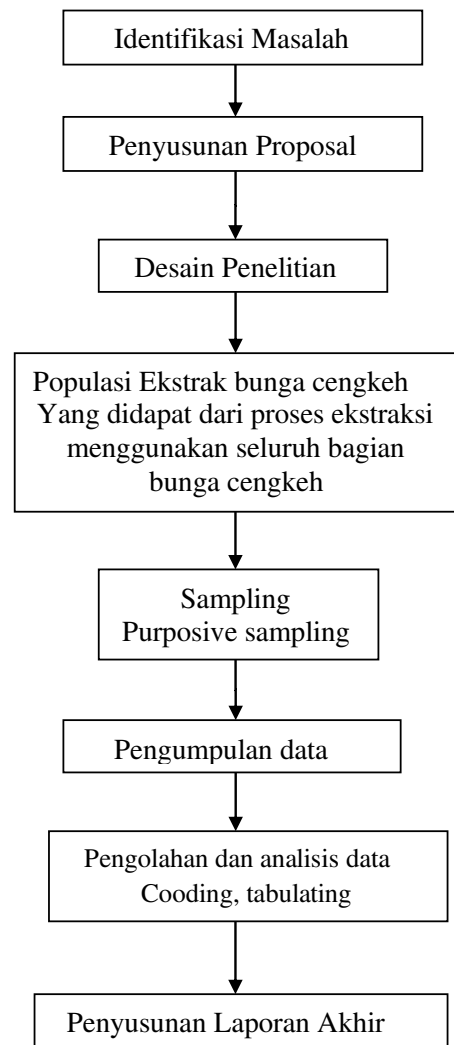 Identifikasi Masalah
Penyusunan Proposal
Desain Penelitian
Populasi Ekstrak bunga cengkeh
Yang didapat dari proses ekstraksi
menggunakan seluruh bagian
bunga cengkeh
Sampling
Purposive sampling
Pengumpulan data
Pengolahan dan analisis data
Cooding, tabulating
Penyusunan Laporan Akhir